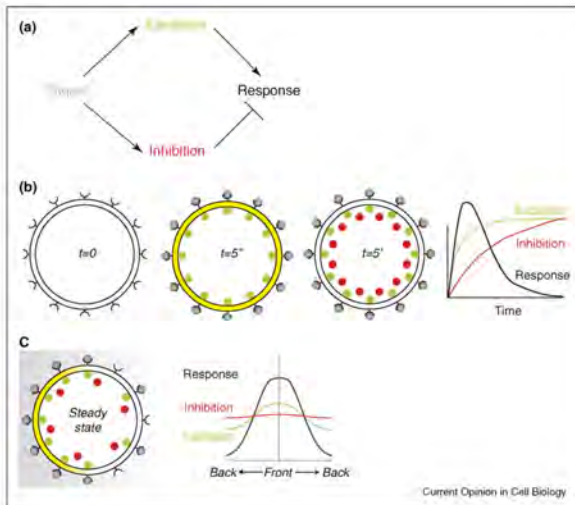 (a)
Excitation
Response
Inhibition
(b)
t=0
t=5"
t=5'
Excitation
Inhibition
Response
Time
C
Steady
state
Response
Inhibition
Back Front Back
Current Opinion in Cell Biology